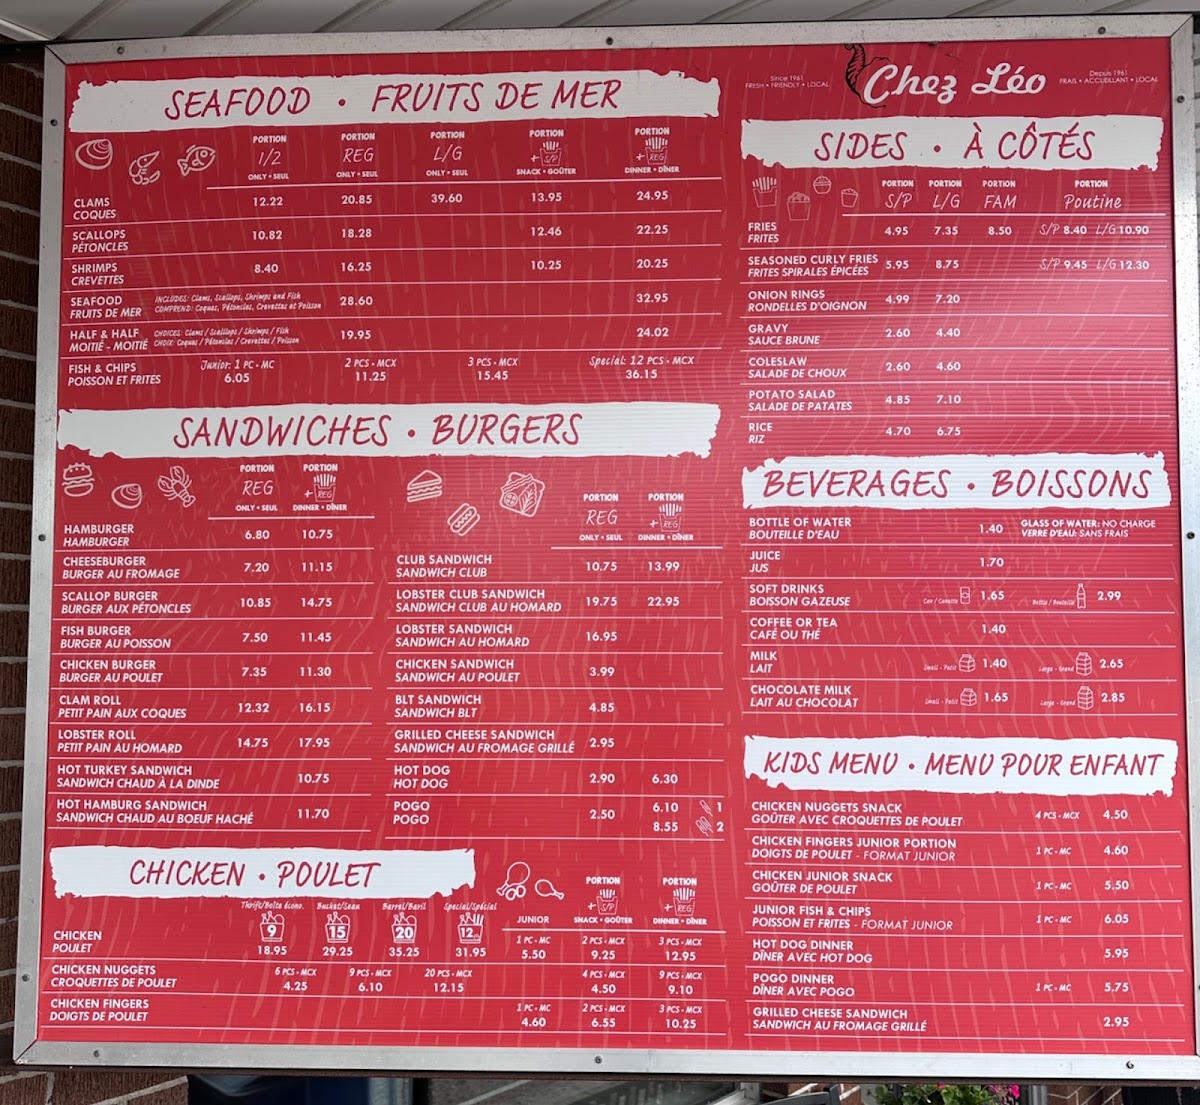 Since 1961
FRESH • FRIENDLY • LOCAL
Chez Léo
Depuis 1961
FRAIS • ACCUEILLANT • LOCAL
SEAFOOD • FRUITS DE MER
PORTION 1/2 ONLY • SEUL
PORTION REG ONLY • SEUL
PORTION L/G ONLY • SEUL
PORTION + S/P SNACK • GOÛTER
PORTION + REG DINNER • DÎNER
CLAMS 12.22 20.85 39.60 13.95 24.95
COQUES
SCALLOPS 10.82 18.28 12.46 22.25
PÉTONCLES
SHRIMPS 8.40 16.25 10.25 20.25
CREVETTES
SEAFOOD INCLUDES: Clams, Scallops, Shrimps and Fish 28.60 32.95
FRUITS DE MER COMPREND: Coques, Pétoncles, Crevettes et Poisson
HALF & HALF CHOICES: Clams / Scallops / Shrimps / Fish 19.95 24.02
MOITIÉ - MOITIÉ CHOIX: Coques / Pétoncles / Crevettes / Poisson
FISH & CHIPS Junior: 1 PC • MC 2 PCS • MCX 3 PCS • MCX Special: 12 PCS • MCX
POISSON ET FRITES 6.05 11.25 15.45 36.15
SANDWICHES • BURGERS
PORTION REG ONLY • SEUL
PORTION + REG DINNER • DÎNER
HAMBURGER 6.80 10.75
HAMBURGER
CHEESEBURGER 7.20 11.15
BURGER AU FROMAGE
SCALLOP BURGER 10.85 14.75
BURGER AUX PÉTONCLES
FISH BURGER 7.50 11.45
BURGER AU POISSON
CHICKEN BURGER 7.35 11.30
BURGER AU POULET
CLAM ROLL 12.32 16.15
PETIT PAIN AUX COQUES
LOBSTER ROLL 14.75 17.95
PETIT PAIN AU HOMARD
HOT TURKEY SANDWICH 10.75
SANDWICH CHAUD À LA DINDE
HOT HAMBURG SANDWICH 11.70
SANDWICH CHAUD AU BOEUF HACHÉ
PORTION REG ONLY • SEUL
PORTION + REG DINNER • DÎNER
CLUB SANDWICH 10.75 13.99
SANDWICH CLUB
LOBSTER CLUB SANDWICH 19.75 22.95
SANDWICH CLUB AU HOMARD
LOBSTER SANDWICH 16.95
SANDWICH AU HOMARD
CHICKEN SANDWICH 3.99
SANDWICH AU POULET
BLT SANDWICH 4.85
SANDWICH BLT
GRILLED CHEESE SANDWICH 2.95
SANDWICH AU FROMAGE GRILLÉ
HOT DOG 2.90 6.30
HOT DOG
POGO 2.50 6.10 1
POGO 8.55 2
CHICKEN • POULET
Thrift/Boîte écono. 9
Bucket/Seau 15
Barrel/Baril 20
Special/Spécial 12
JUNIOR
PORTION + S/P SNACK • GOÛTER
PORTION + REG DINNER • DÎNER
CHICKEN 1 PC • MC 2 PCS • MCX 3 PCS • MCX
POULET 18.95 29.25 35.25 31.95 5.50 9.25 12.95
CHICKEN NUGGETS 6 PCS • MCX 9 PCS • MCX 20 PCS • MCX 4 PCS • MCX 9 PCS • MCX
CROQUETTES DE POULET 4.25 6.10 12.15 4.50 9.10
CHICKEN FINGERS 1 PC • MC 2 PCS • MCX 3 PCS • MCX
DOIGTS DE POULET 4.60 6.55 10.25
SIDES • À CÔTÉS
PORTION S/P
PORTION L/G
PORTION FAM
PORTION Poutine
FRIES 4.95 7.35 8.50 S/P 8.40 L/G 10.90
FRITES
SEASONED CURLY FRIES 5.95 8.75 S/P 9.45 L/G 12.30
FRITES SPIRALES ÉPICÉES
ONION RINGS 4.99 7.20
RONDELLES D'OIGNON
GRAVY 2.60 4.40
SAUCE BRUNE
COLESLAW 2.60 4.60
SALADE DE CHOUX
POTATO SALAD 4.85 7.10
SALADE DE PATATES
RICE 4.70 6.75
RIZ
BEVERAGES • BOISSONS
BOTTLE OF WATER 1.40 GLASS OF WATER: NO CHARGE
BOUTEILLE D'EAU VERRE D'EAU: SANS FRAIS
JUICE 1.70
JUS
SOFT DRINKS Can / Canette 1.65 Bottle / Bouteille 2.99
BOISSON GAZEUSE
COFFEE OR TEA 1.40
CAFÉ OU THÉ
MILK Small - Petit 1.40 Large - Grand 2.65
LAIT
CHOCOLATE MILK Small - Petit 1.65 Large - Grand 2.85
LAIT AU CHOCOLAT
KIDS MENU • MENU POUR ENFANT
CHICKEN NUGGETS SNACK 4 PCS • MCX 4.50
GOÛTER AVEC CROQUETTES DE POULET
CHICKEN FINGERS JUNIOR PORTION 1 PC • MC 4.60
DOIGTS DE POULET - FORMAT JUNIOR
CHICKEN JUNIOR SNACK 1 PC • MC 5.50
GOÛTER DE POULET
JUNIOR FISH & CHIPS 1 PC • MC 6.05
POISSON ET FRITES - FORMAT JUNIOR
HOT DOG DINNER 5.95
DÎNER AVEC HOT DOG
POGO DINNER 1 PC • MC 5.75
DÎNER AVEC POGO
GRILLED CHEESE SANDWICH 2.95
SANDWICH AU FROMAGE GRILLÉ